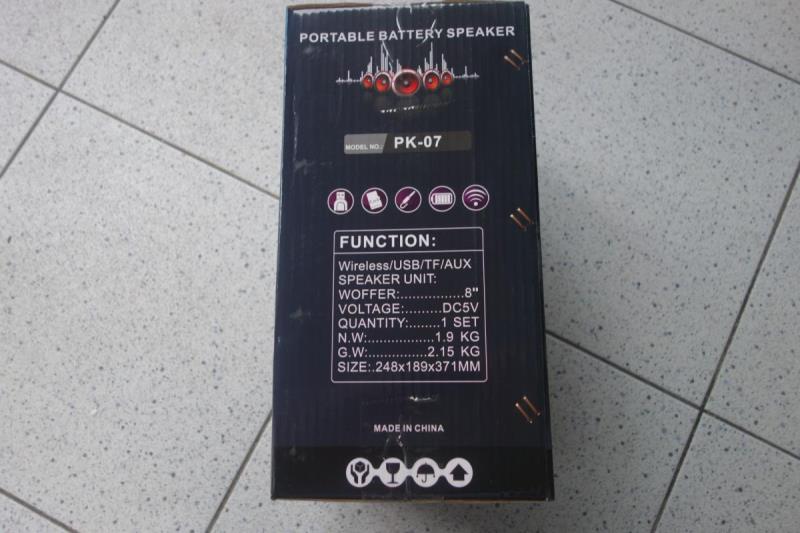 PORTABLE BATTERY SPEAKER
MODEL NO.: PK-07
FUNCTION:
Wireless/USB/TF/AUX
SPEAKER UNIT:
WOFFER:................8"
VOLTAGE:.........DC5V
QUANTITY:........1 SET
N.W:.................1.9 KG
G.W:...............2.15 KG
SIZE:.248x189x371MM
MADE IN CHINA